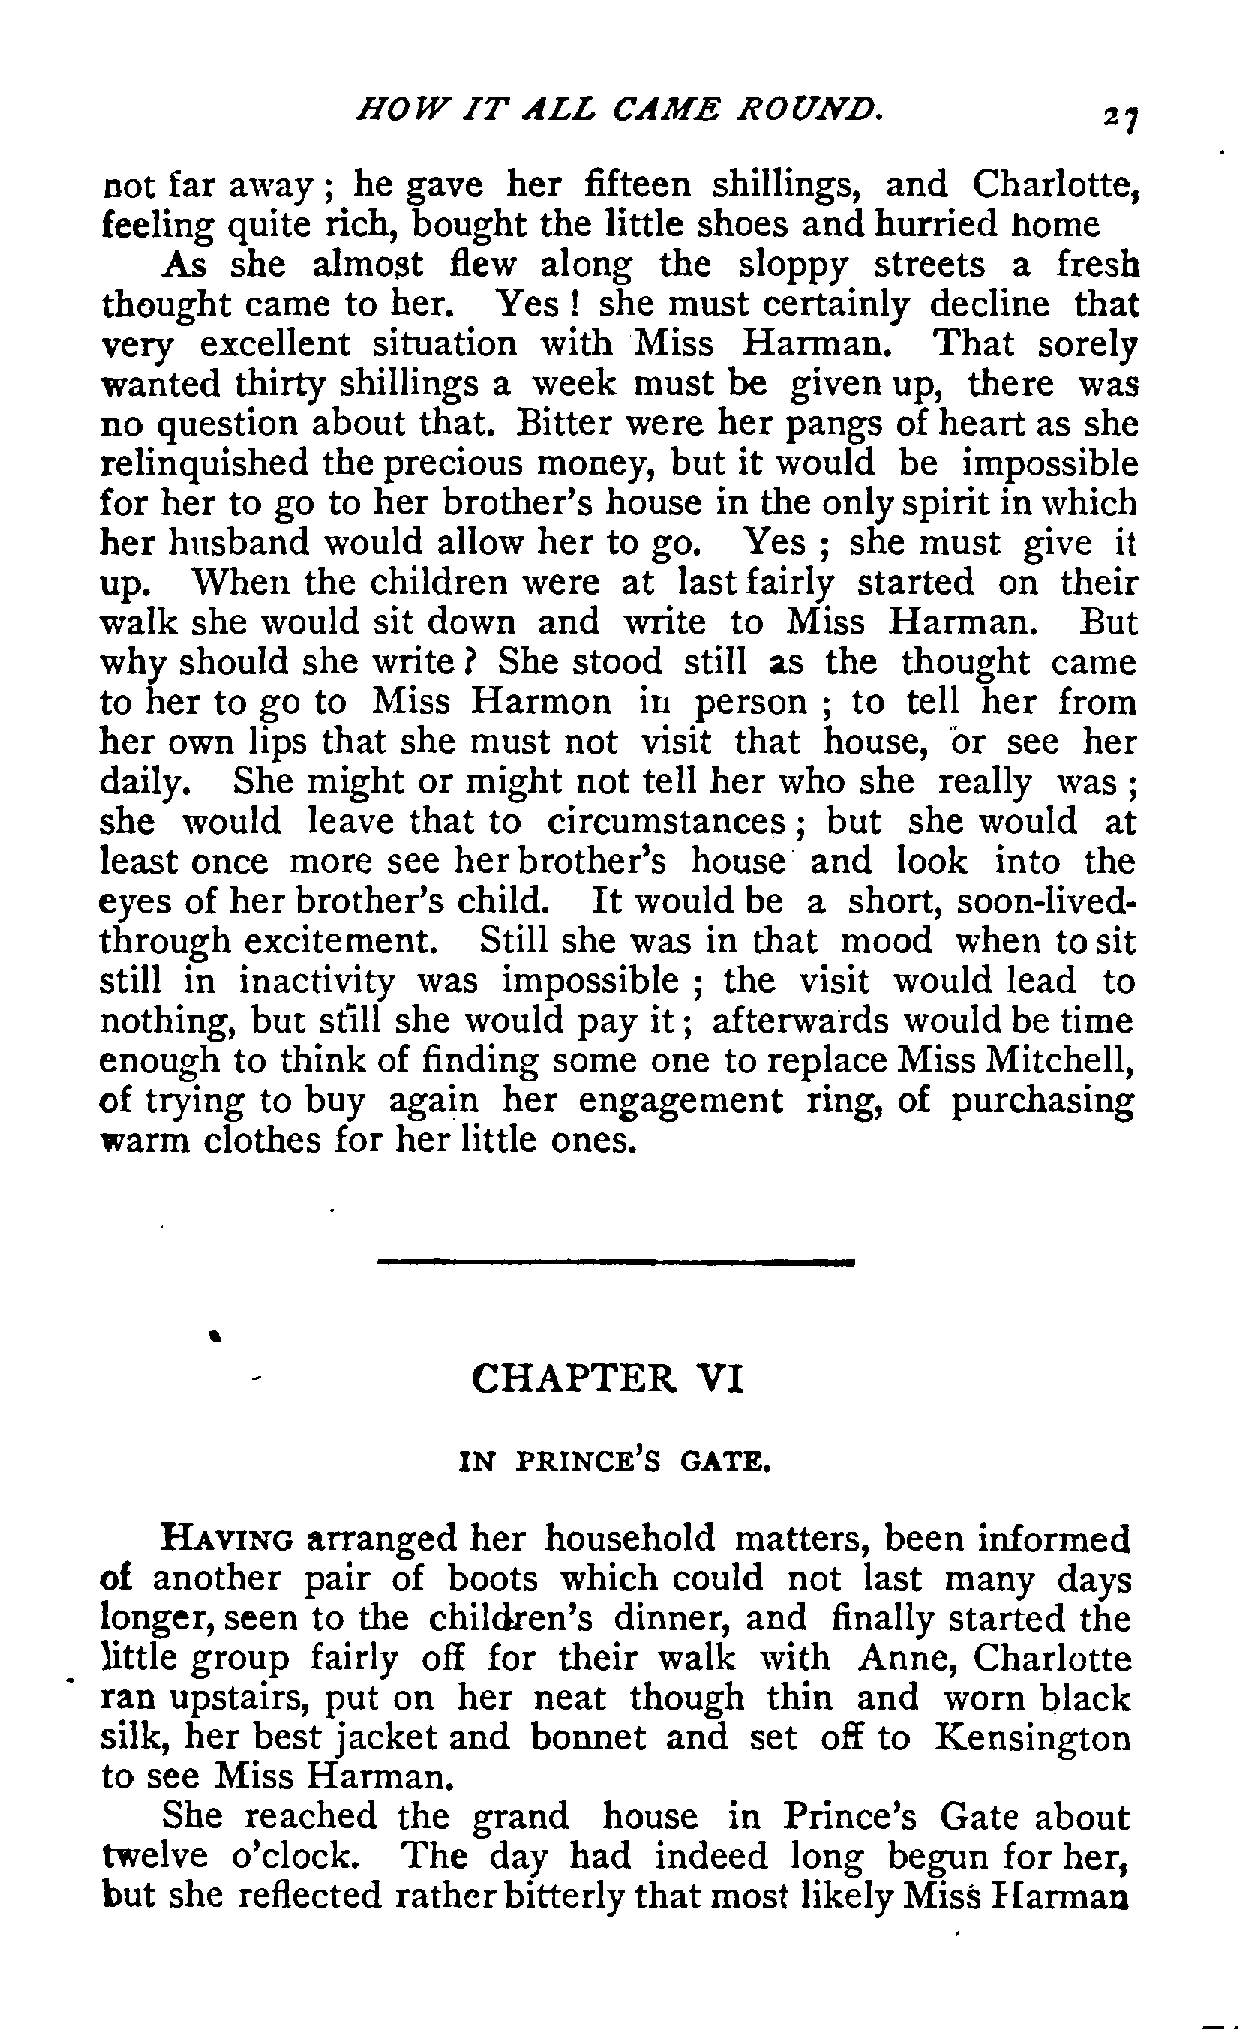 HOW IT ALL CAME ROUND. 27
not far away ; he gave her fifteen shillings, and Charlotte,
feeling quite rich, bought the little shoes and hurried home
As she almost flew along the sloppy streets a fresh
thought came to her. Yes ! she must certainly decline that
very excellent situation with Miss Harman. That sorely
wanted thirty shillings a week must be given up, there was
no question about that. Bitter were her pangs of heart as she
relinquished the precious money, but it would be impossible
for her to go to her brother's house in the only spirit in which
her husband would allow her to go. Yes ; she must give it
up. When the children were at last fairly started on their
walk she would sit down and write to Miss Harman. But
why should she write ? She stood still as the thought came
to her to go to Miss Harmon in person ; to tell her from
her own lips that she must not visit that house, or see her
daily. She might or might not tell her who she really was ;
she would leave that to circumstances ; but she would at
least once more see her brother's house and look into the
eyes of her brother's child. It would be a short, soon-lived-
through excitement. Still she was in that mood when to sit
still in inactivity was impossible ; the visit would lead to
nothing, but still she would pay it ; afterwards would be time
enough to think of finding some one to replace Miss Mitchell,
of trying to buy again her engagement ring, of purchasing
warm clothes for her little ones.
CHAPTER VI
IN PRINCE'S GATE.
HAVING arranged her household matters, been informed
of another pair of boots which could not last many days
longer, seen to the children's dinner, and finally started the
little group fairly off for their walk with Anne, Charlotte
ran upstairs, put on her neat though thin and worn black
silk, her best jacket and bonnet and set off to Kensington
to see Miss Harman.
She reached the grand house in Prince's Gate about
twelve o'clock. The day had indeed long begun for her,
but she reflected rather bitterly that most likely Miss Harman